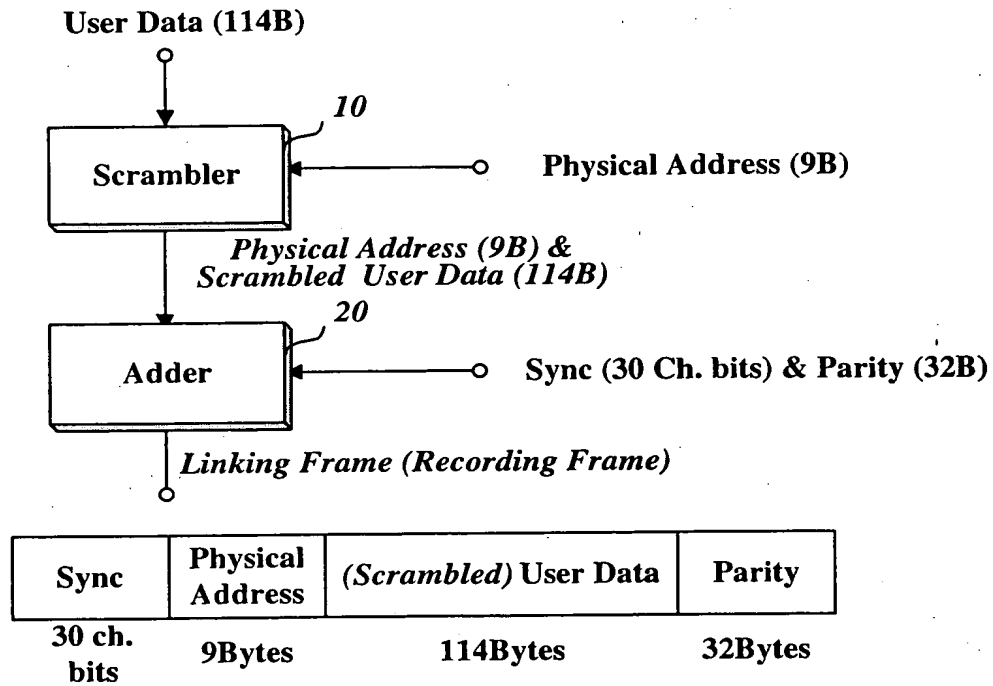 User Data (114B)
10
Scrambler
Physical Address (9B)
Physical Address (9B) &
Scrambled User Data (114B)
20
Adder
Sync (30 Ch. bits) & Parity (32B)
Linking Frame (Recording Frame)
Sync
Physical
Address
(Scrambled) User Data
Parity
30 ch.
bits
9Bytes
114Bytes
32Bytes